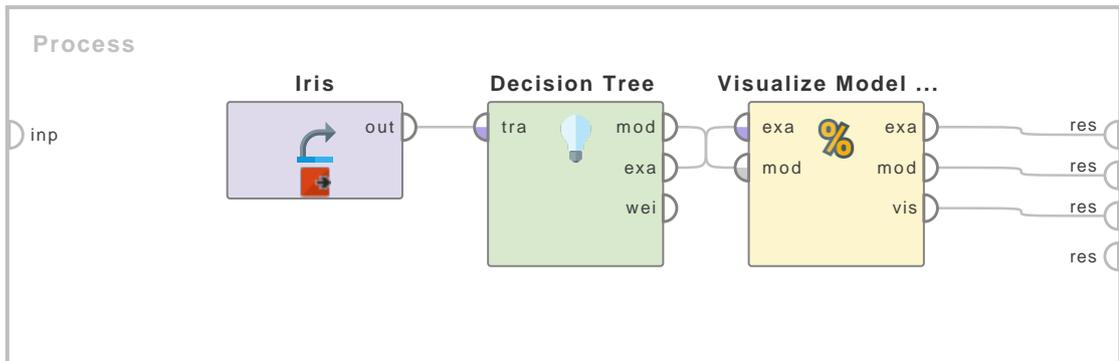 Process
Iris
Decision Tree
Visualize Model ...
inp
out
tra
mod
exa
wei
exa
mod
exa
mod
vis
res
res
res
res
%